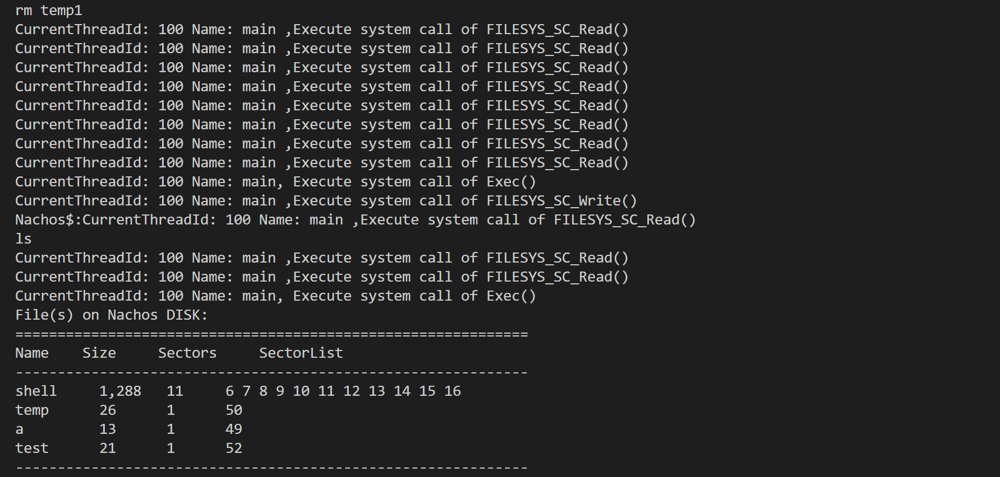 rm temp1
CurrentThreadId: 100 Name: main ,Execute system call of FILESYS_SC_Read()
CurrentThreadId: 100 Name: main ,Execute system call of FILESYS_SC_Read()
CurrentThreadId: 100 Name: main ,Execute system call of FILESYS_SC_Read()
CurrentThreadId: 100 Name: main ,Execute system call of FILESYS_SC_Read()
CurrentThreadId: 100 Name: main ,Execute system call of FILESYS_SC_Read()
CurrentThreadId: 100 Name: main ,Execute system call of FILESYS_SC_Read()
CurrentThreadId: 100 Name: main ,Execute system call of FILESYS_SC_Read()
CurrentThreadId: 100 Name: main ,Execute system call of FILESYS_SC_Read()
CurrentThreadId: 100 Name: main, Execute system call of Exec()
CurrentThreadId: 100 Name: main ,Execute system call of FILESYS_SC_Write()
Nachos$:CurrentThreadId: 100 Name: main ,Execute system call of FILESYS_SC_Read()
ls
CurrentThreadId: 100 Name: main ,Execute system call of FILESYS_SC_Read()
CurrentThreadId: 100 Name: main ,Execute system call of FILESYS_SC_Read()
CurrentThreadId: 100 Name: main, Execute system call of Exec()
File(s) on Nachos DISK:
=============================================================
Name    Size     Sectors     SectorList
-------------------------------------------------------------
shell     1,288   11     6 7 8 9 10 11 12 13 14 15 16
temp      26      1      50
a         13      1      49
test      21      1      52
-------------------------------------------------------------